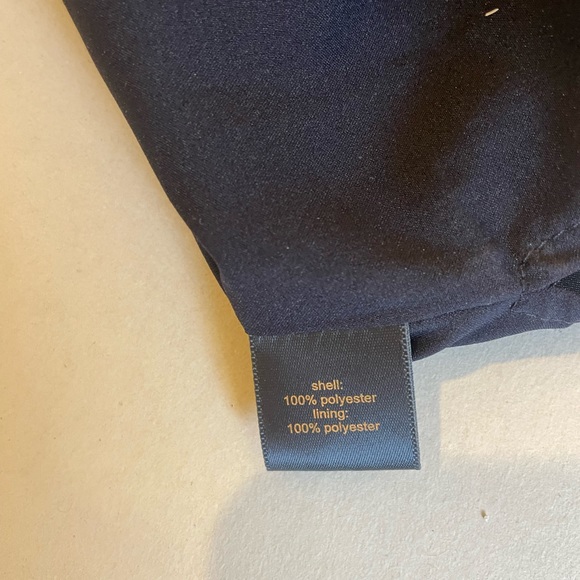 shell:
100% polyester
lining:
100% polyester